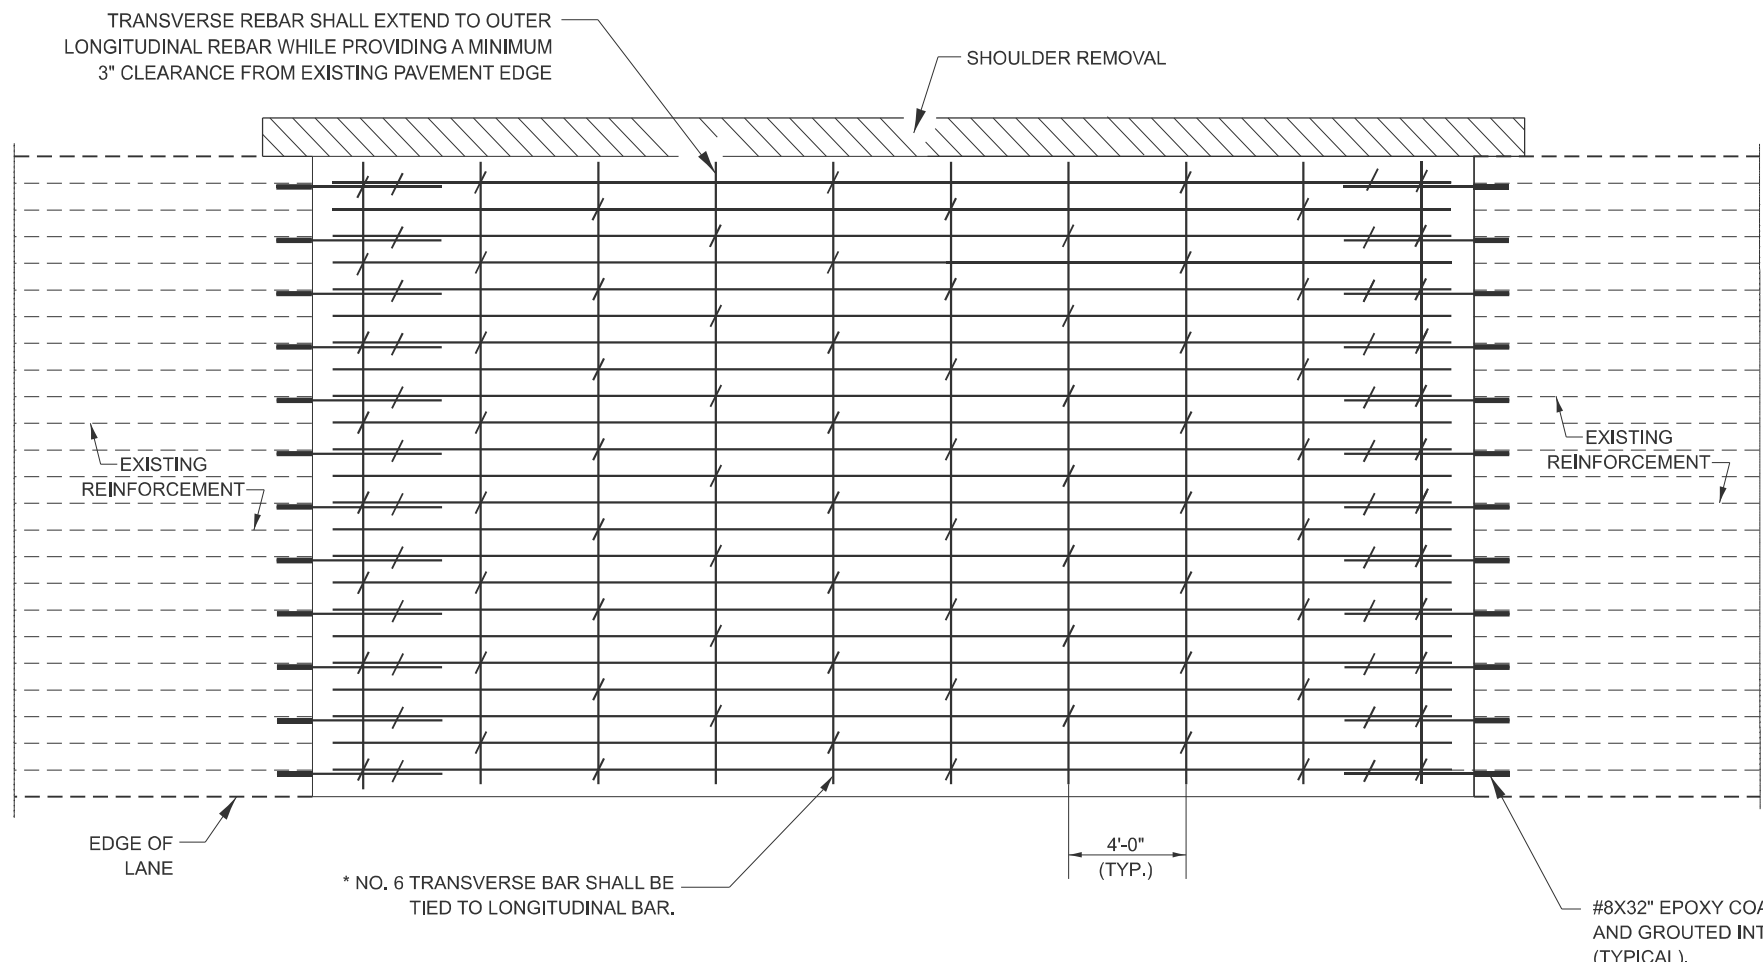 TRANSVERSE REBAR SHALL EXTEND TO OUTER
LONGITUDINAL REBAR WHILE PROVIDING A MINIMUM
3" CLEARANCE FROM EXISTING PAVEMENT EDGE
SHOULDER REMOVAL
EXISTING
REINFORCEMENT
EXISTING
REINFORCEMENT
EDGE OF
LANE
* NO. 6 TRANSVERSE BAR SHALL BE
TIED TO LONGITUDINAL BAR.
4'-0"
(TYP.)
#8X32" EPOXY COA
AND GROUTED INT
(TYPICAL).